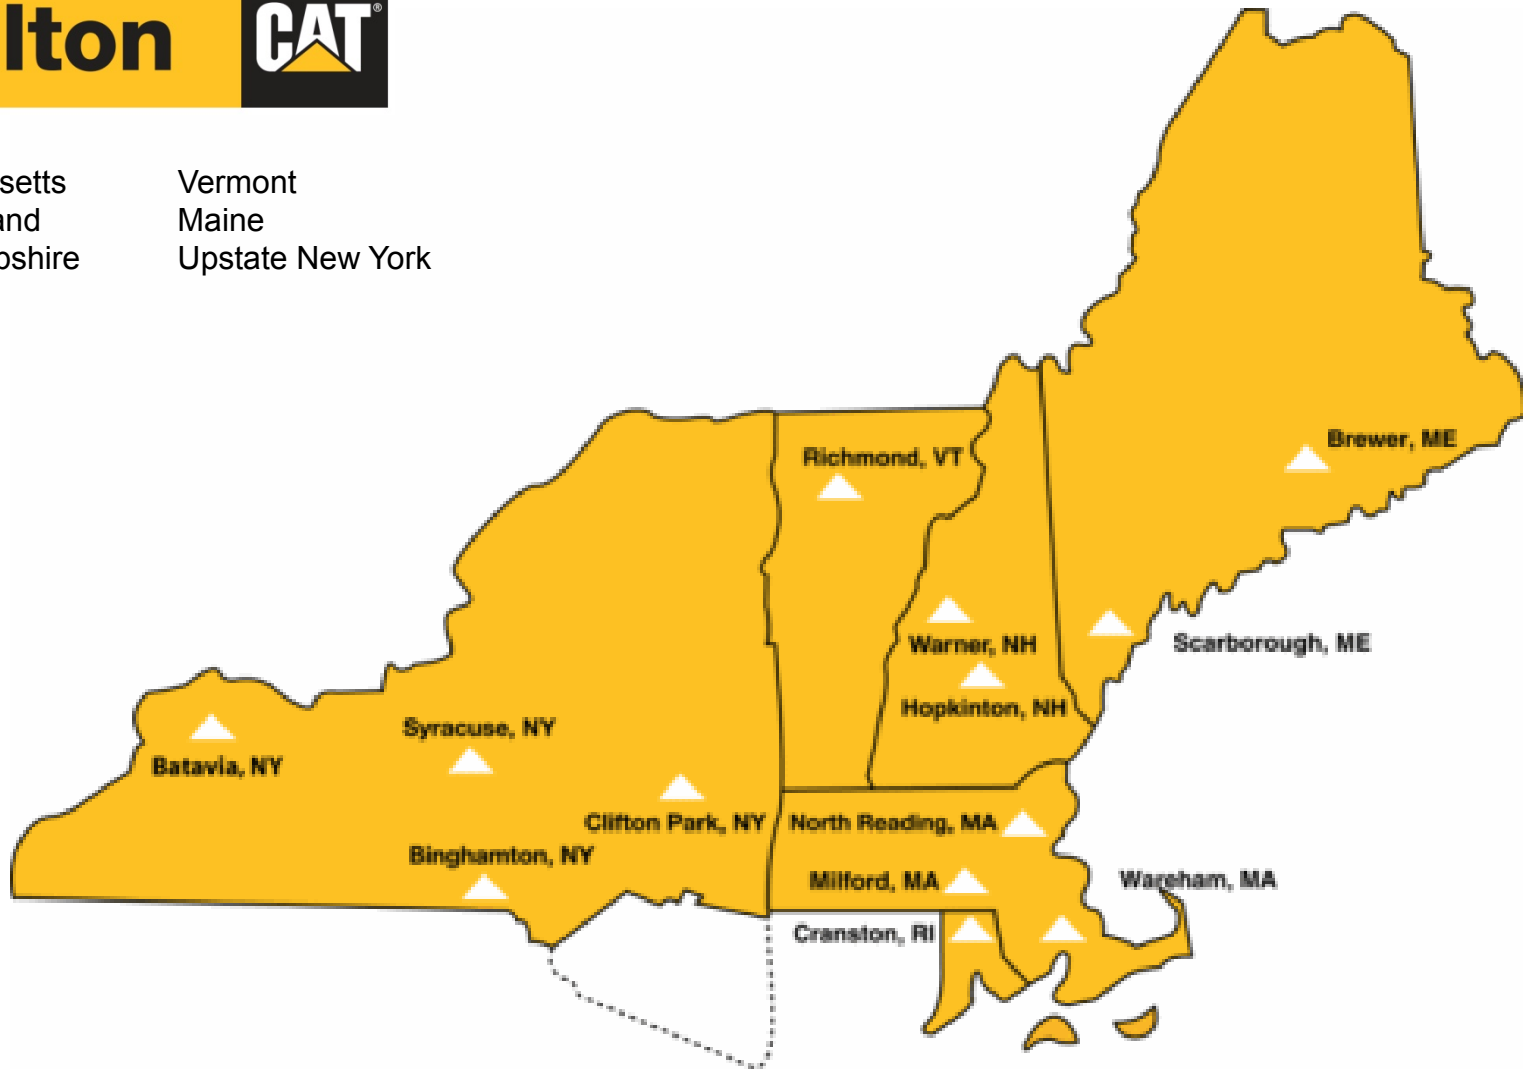 lton CAT®
setts Vermont
and Maine
pshire Upstate New York
Brewer, ME
Richmond, VT
Warner, NH
Scarborough, ME
Hopkinton, NH
Syracuse, NY
Batavia, NY
Clifton Park, NY
North Reading, MA
Binghamton, NY
Milford, MA
Wareham, MA
Cranston, RI